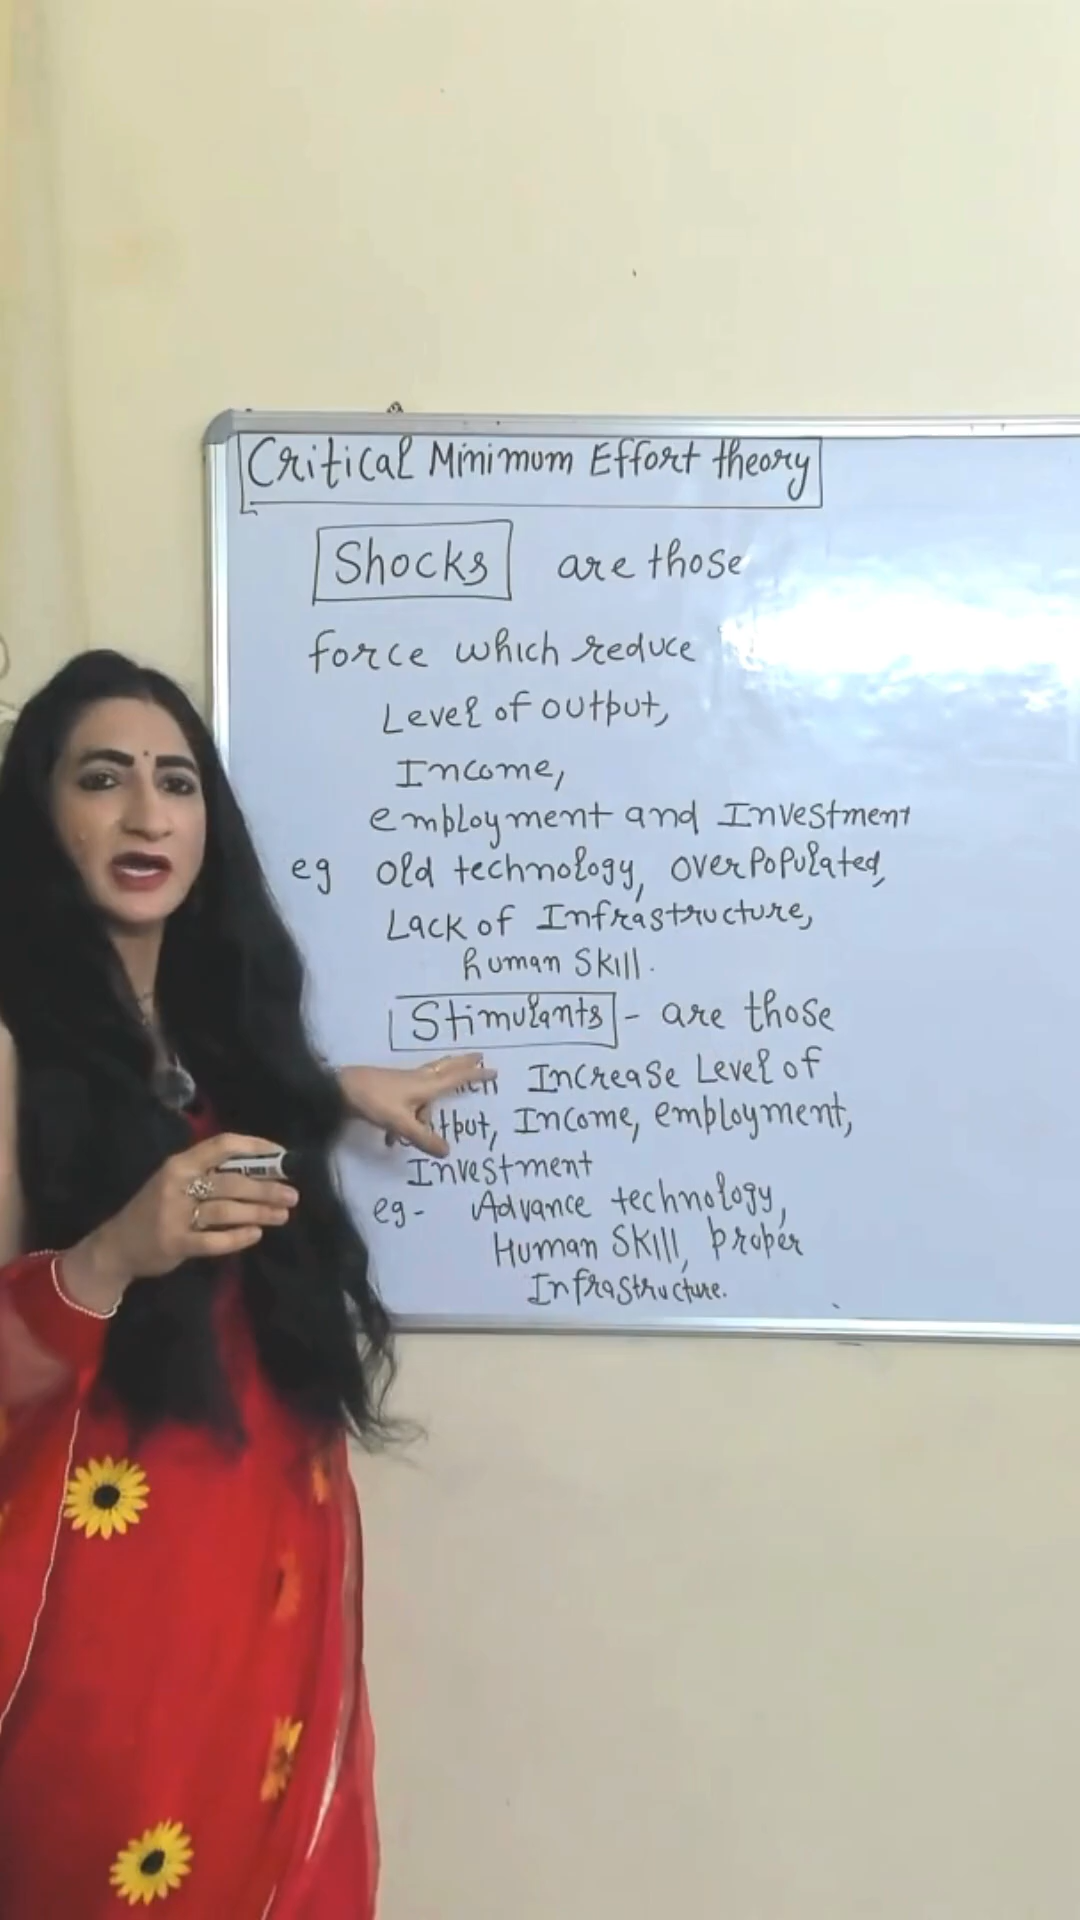 Critical Minimum Effort theory
Shocks are those
force which reduce
Level of output,
Income,
employment and Investment
eg old technology, overpopulated,
Lack of Infrastructure,
human skill.
Stimulants - are those
Increase Level of
Income, employment,
Investment
eg- Advance technology,
Human skill, proper
Infrastructure.